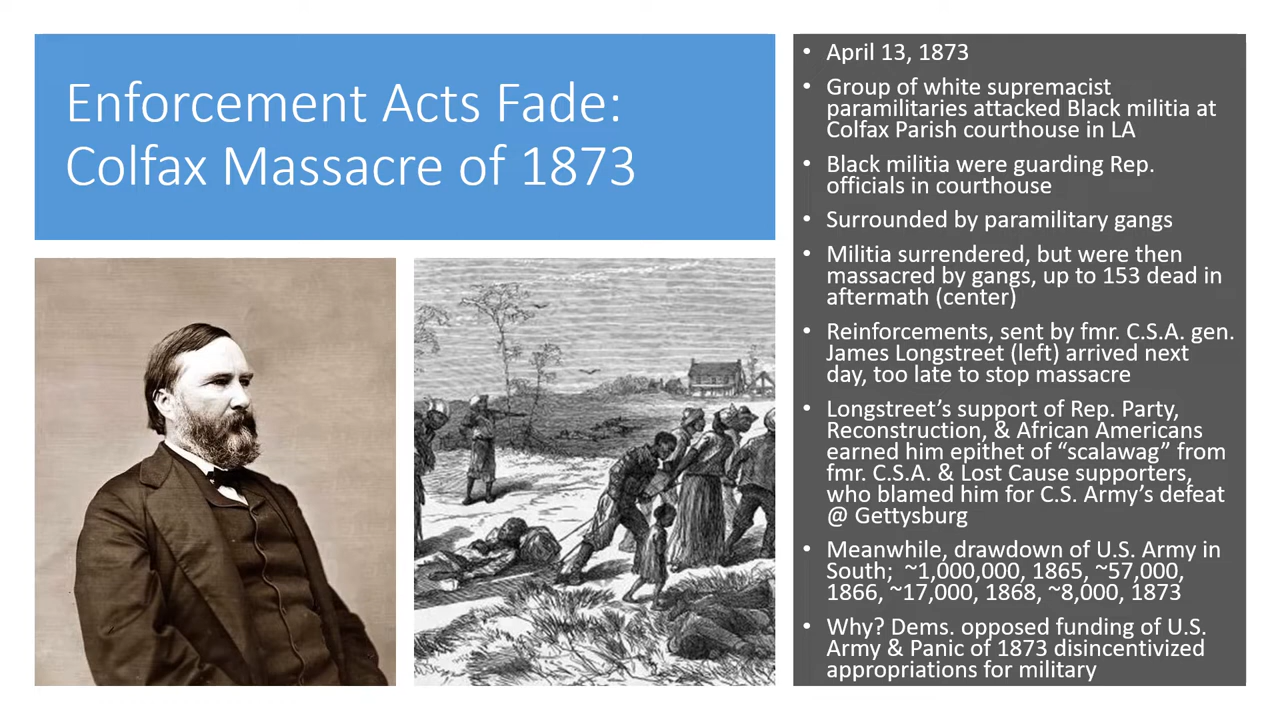 Enforcement Acts Fade:
Colfax Massacre of 1873
• April 13, 1873
• Group of white supremacist
paramilitaries attacked Black militia at
Colfax Parish courthouse in LA
• Black militia were guarding Rep.
officials in courthouse
• Surrounded by paramilitary gangs
• Militia surrendered, but were then
massacred by gangs, up to 153 dead in
aftermath (center)
• Reinforcements, sent by fmr. C.S.A. gen.
James Longstreet (left) arrived next
day, too late to stop massacre
• Longstreet’s support of Rep. Party,
Reconstruction, & African Americans
earned him epithet of “scalawag” from
fmr. C.S.A. & Lost Cause supporters,
who blamed him for C.S. Army’s defeat
@ Gettysburg
• Meanwhile, drawdown of U.S. Army in
South; ~1,000,000, 1865, ~57,000,
1866, ~17,000, 1868, ~8,000, 1873
• Why? Dems. opposed funding of U.S.
Army & Panic of 1873 disincentivized
appropriations for military